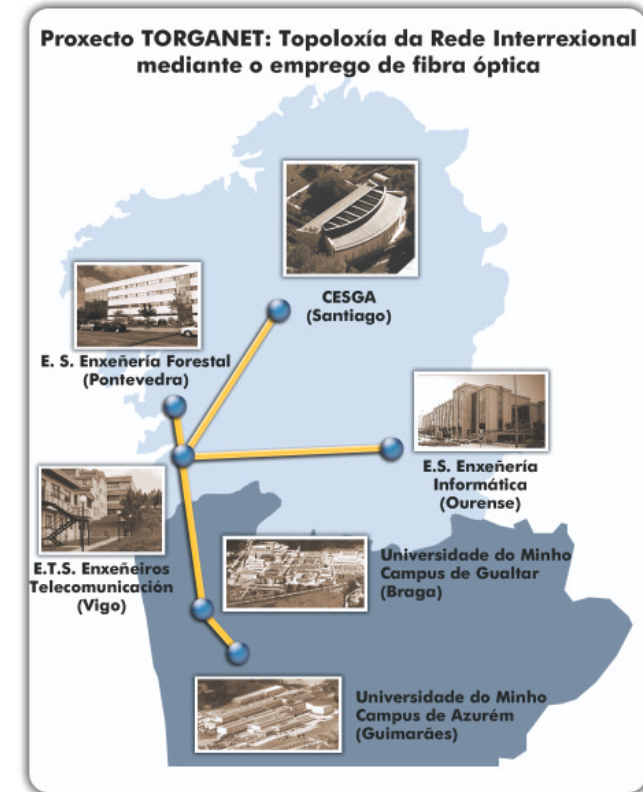 Proxecto TORGANET: Topoloxía da Rede Interrexional
mediante o emprego de fibra óptica
CESGA
(Santiago)
E. S. Enxeñería Forestal
(Pontevedra)
E.S. Enxeñería
Informática
(Ourense)
E.T.S. Enxeñeiros
Telecomunicación
(Vigo)
Universidade do Minho
Campus de Gualtar
(Braga)
Universidade do Minho
Campus de Azurém
(Guimarães)